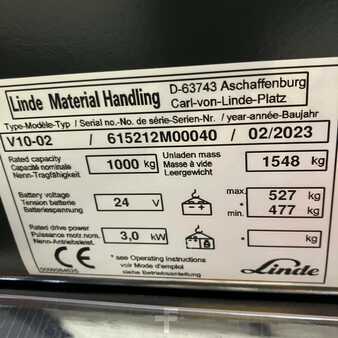 Linde Material Handling
D-63743 Aschaffenburg
Carl-von-Linde-Platz
Type-Modèle-Typ / Serial no.-No. de série-Serien-Nr. / year-année-Baujahr
V10-02 / 615212M00040 / 02/2023
Rated capacity
Capacité nominale
Nenn-Tragfähigkeit
1000 kg
Unladen mass
Masse à vide
Leergewicht
1548 kg
Battery voltage
Tension batterie
Batteriespannung
24 V
max. 527 kg
*
min. 477 kg
Rated drive power
Puissance motr.nom.
Nenn-Antriebsleist.
3,0 kW
* - kg
CE
* see Operating instructions
voir Mode d'emploi
siehe Betriebsanleitung
Linde